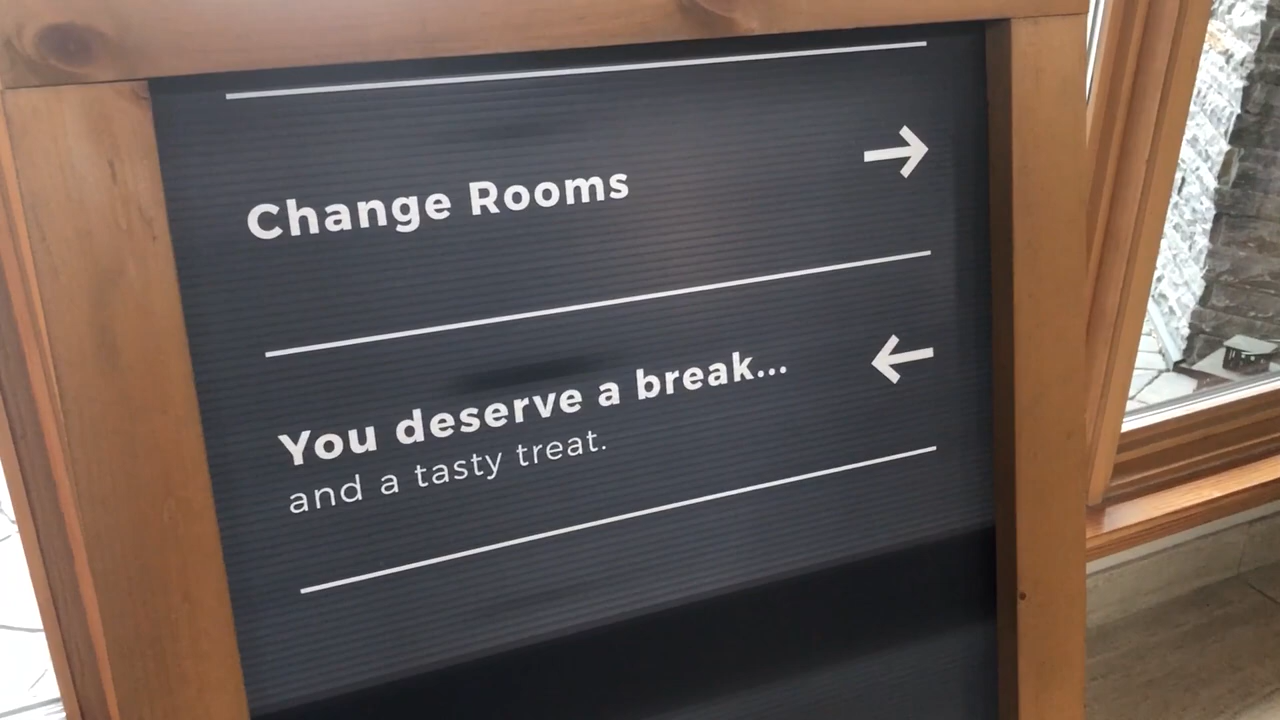 Change Rooms →
You deserve a break... ←
and a tasty treat.